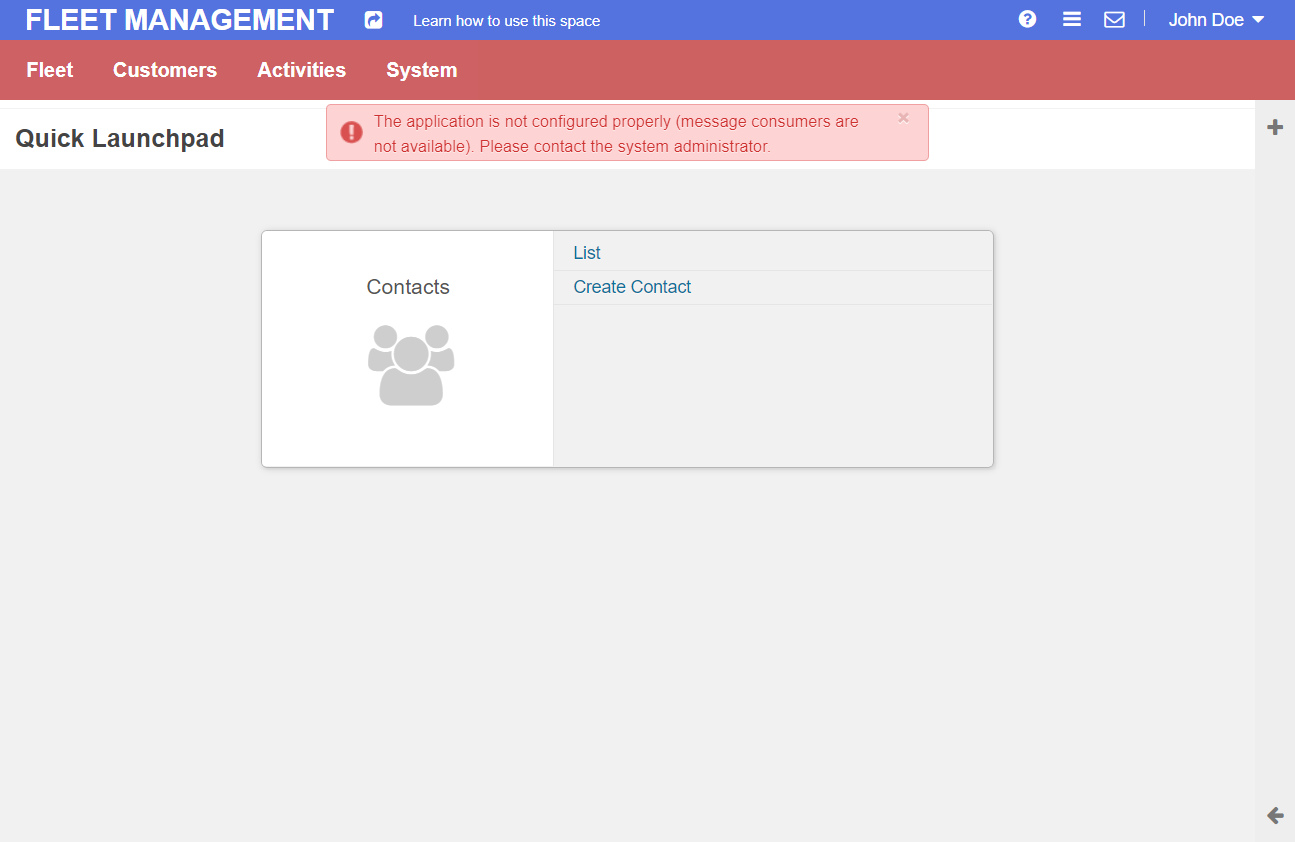 FLEET MANAGEMENT
Learn how to use this space
John Doe
Fleet
Customers
Activities
System
Quick Launchpad
The application is not configured properly (message consumers are
not available). Please contact the system administrator.
Contacts
List
Create Contact